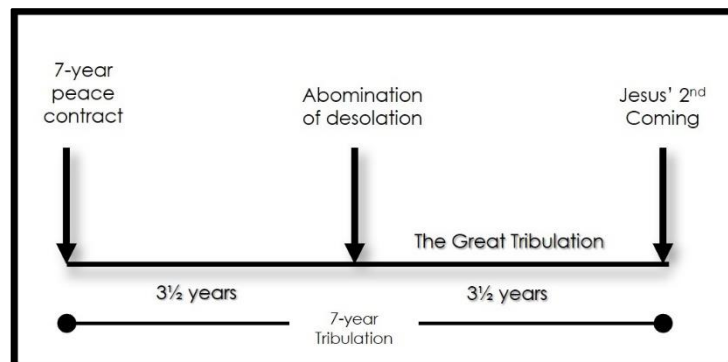 7-year
peace
contract
Abomination
of desolation
Jesus' 2nd
Coming
The Great Tribulation
3½ years
3½ years
7-year
Tribulation